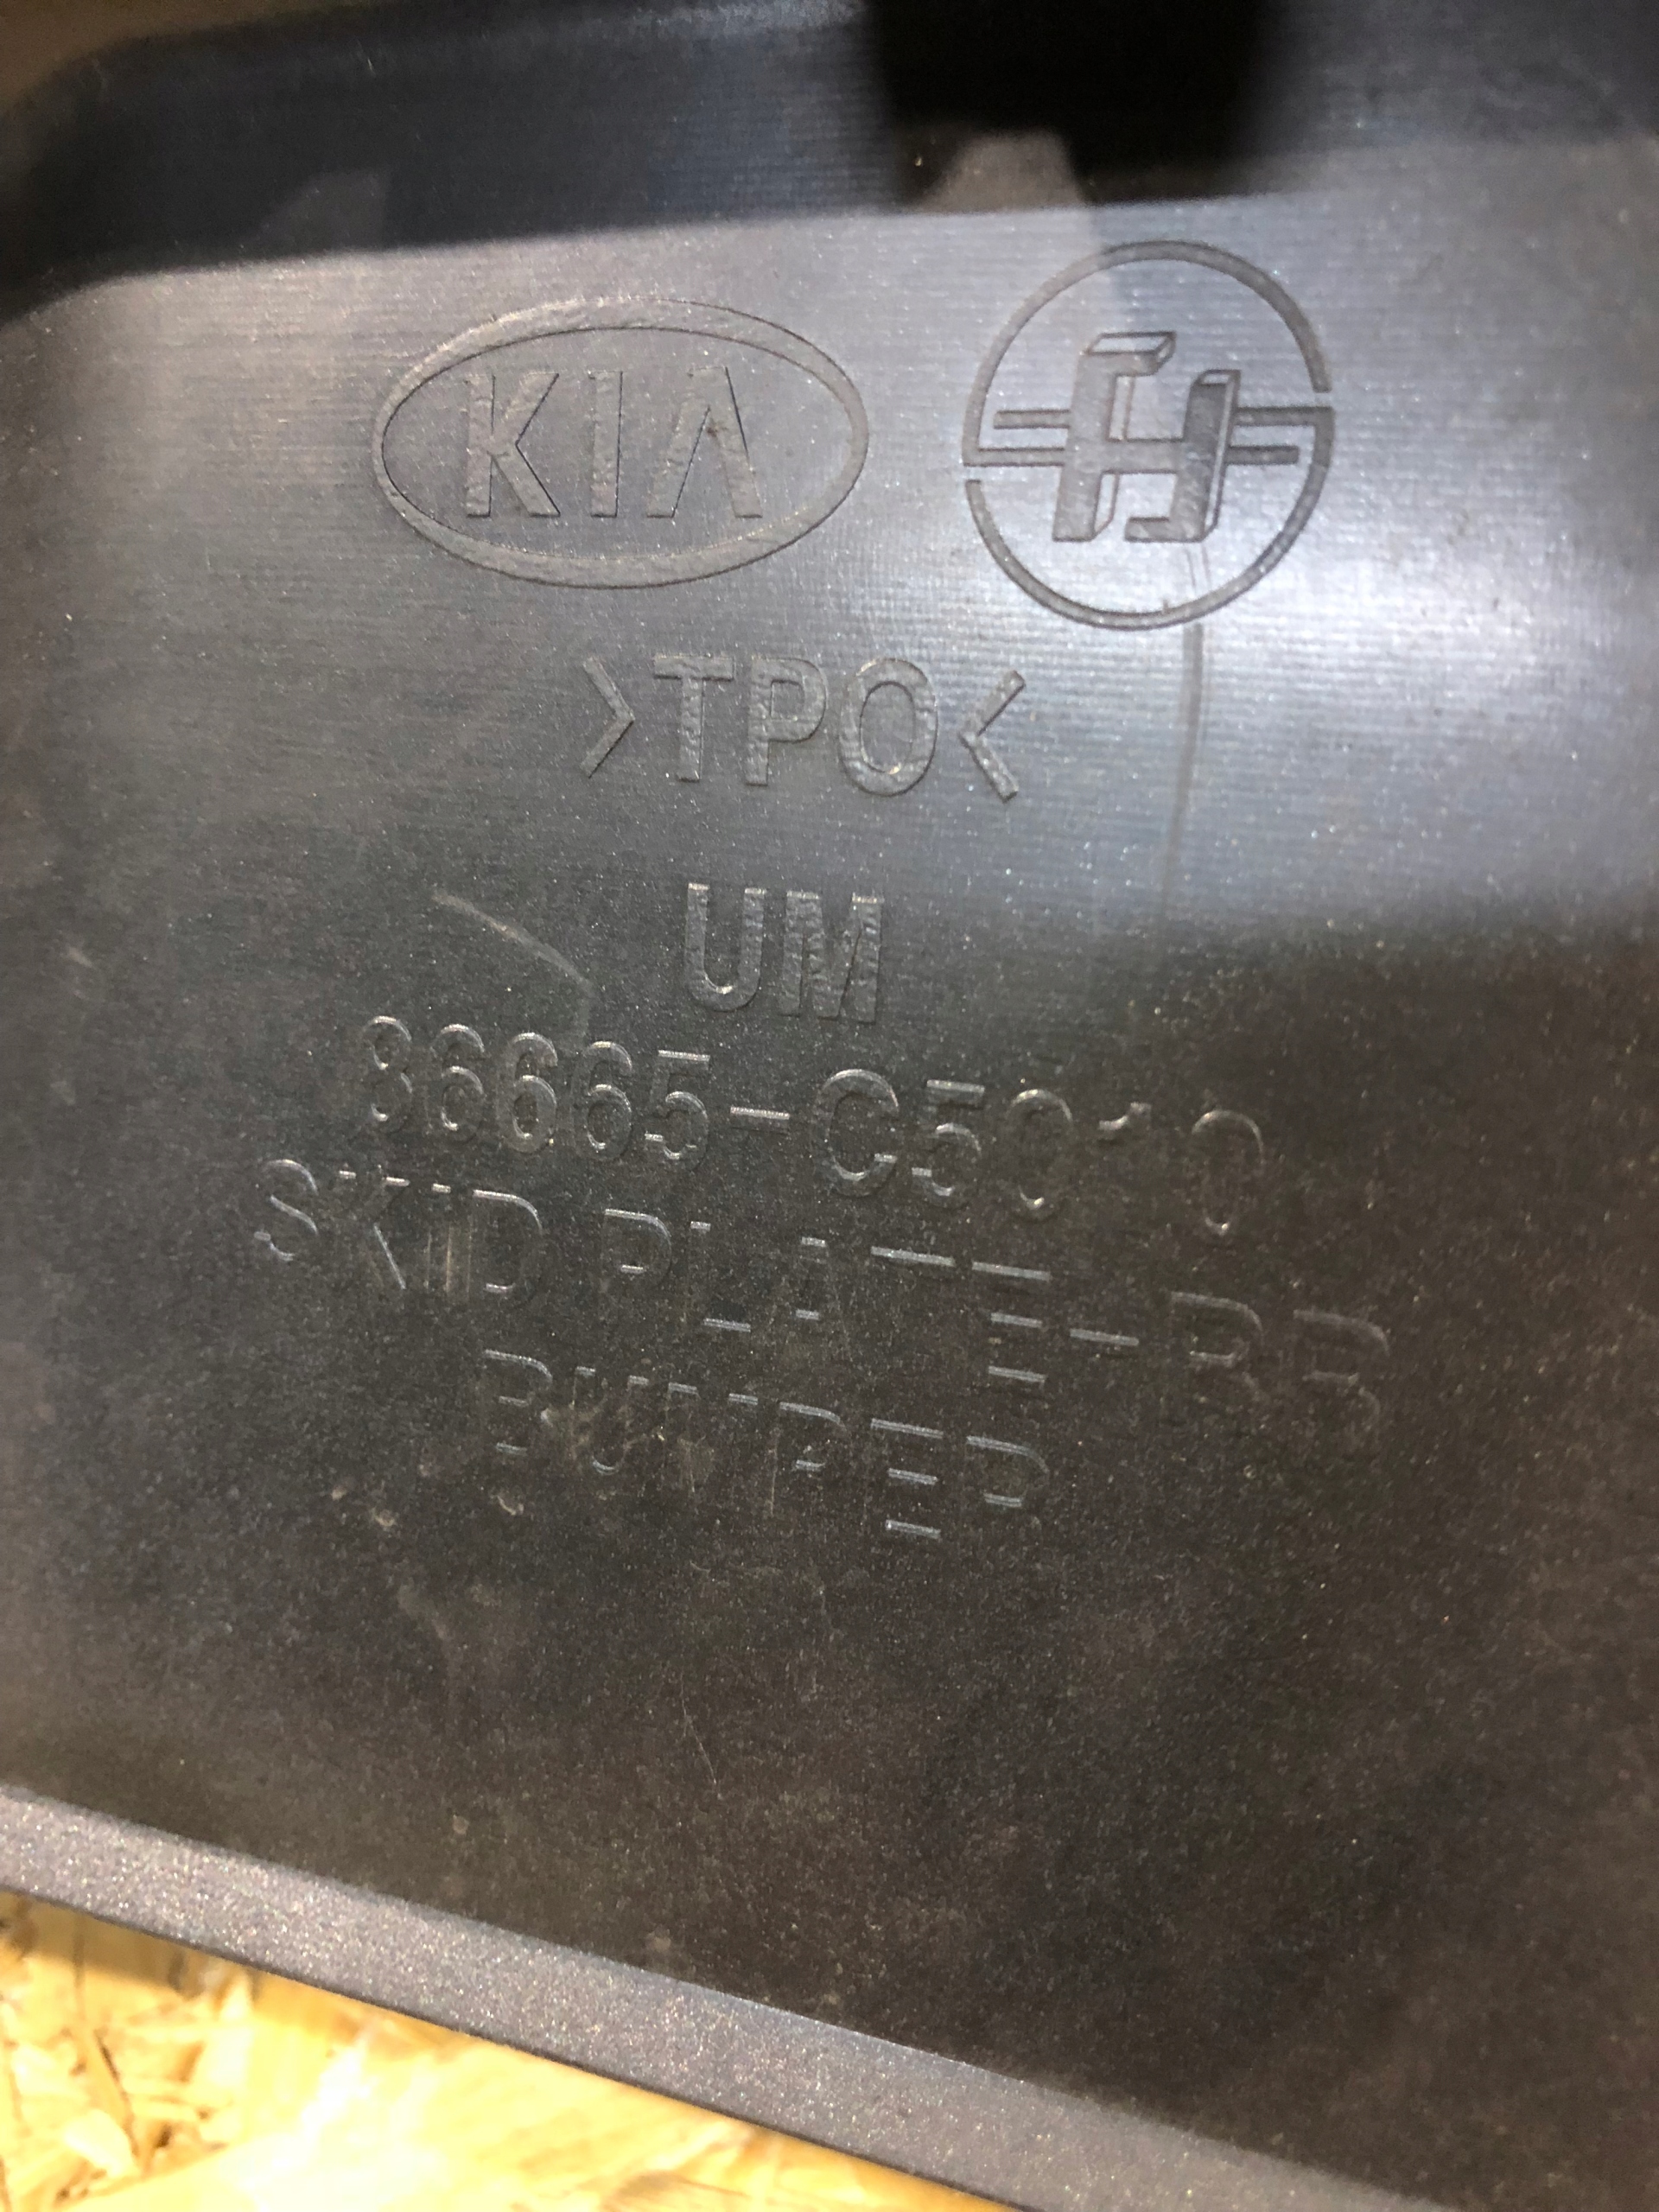 KIA
>TPO<
UM
86665-C5010
SKID PLATE-RR
BUMPER